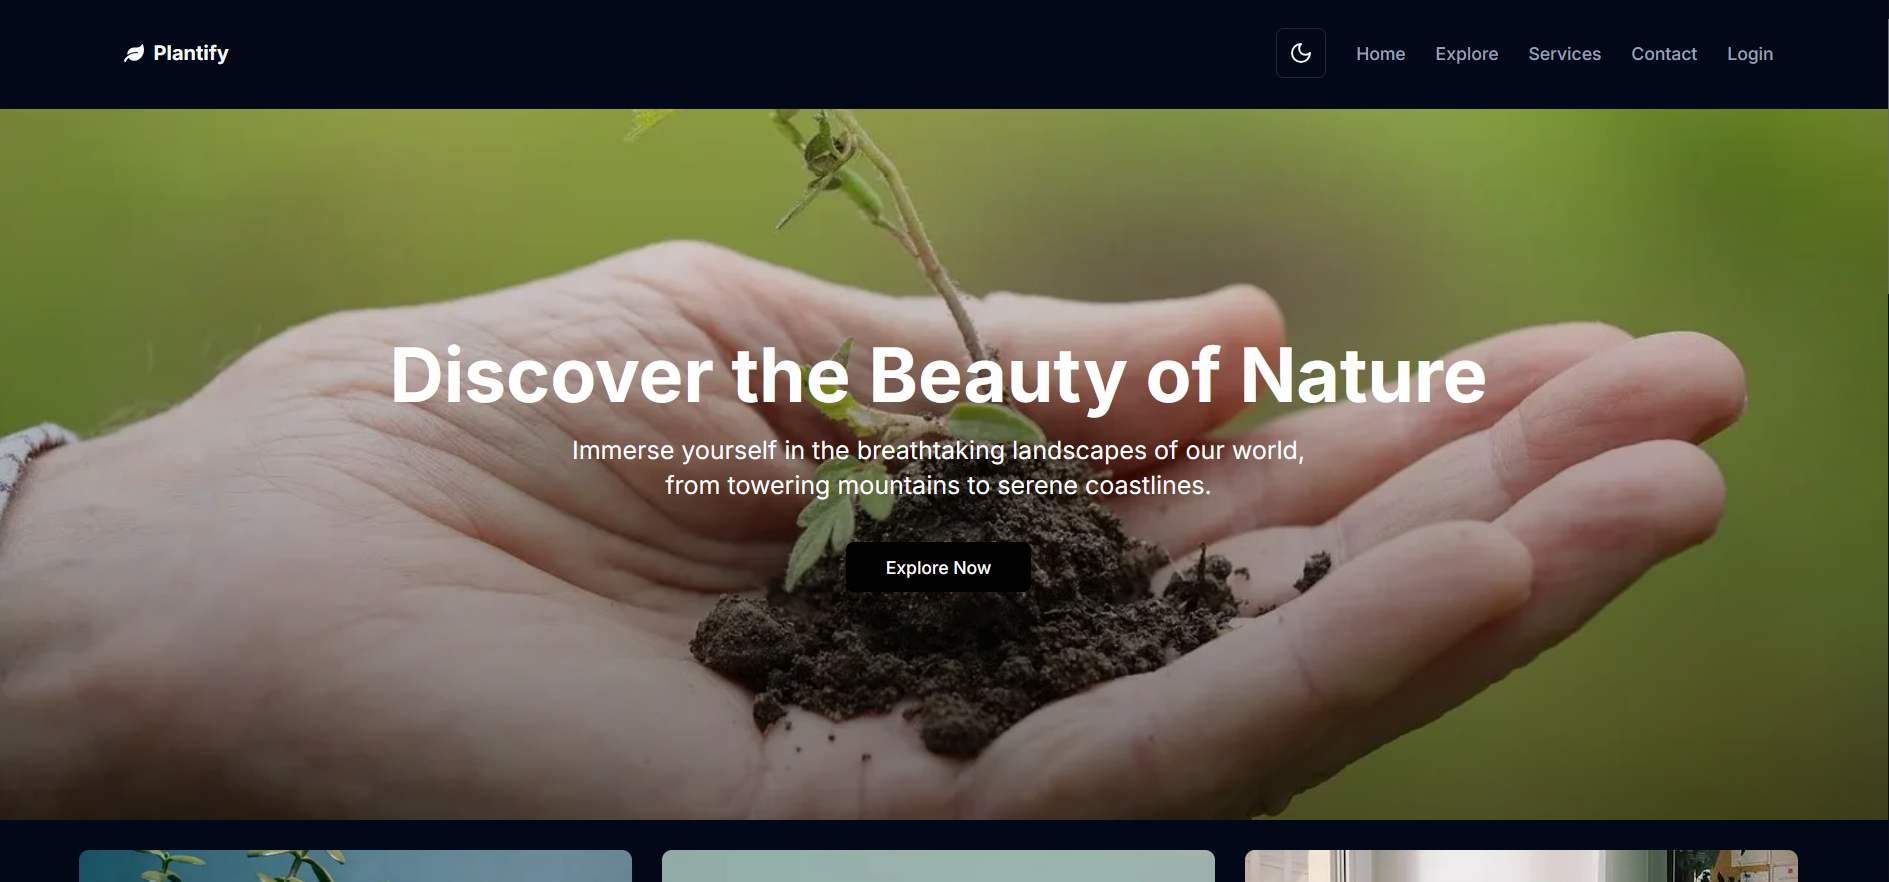 Plantify
Home Explore Services Contact Login
Discover the Beauty of Nature
Immerse yourself in the breathtaking landscapes of our world,
from towering mountains to serene coastlines.
Explore Now